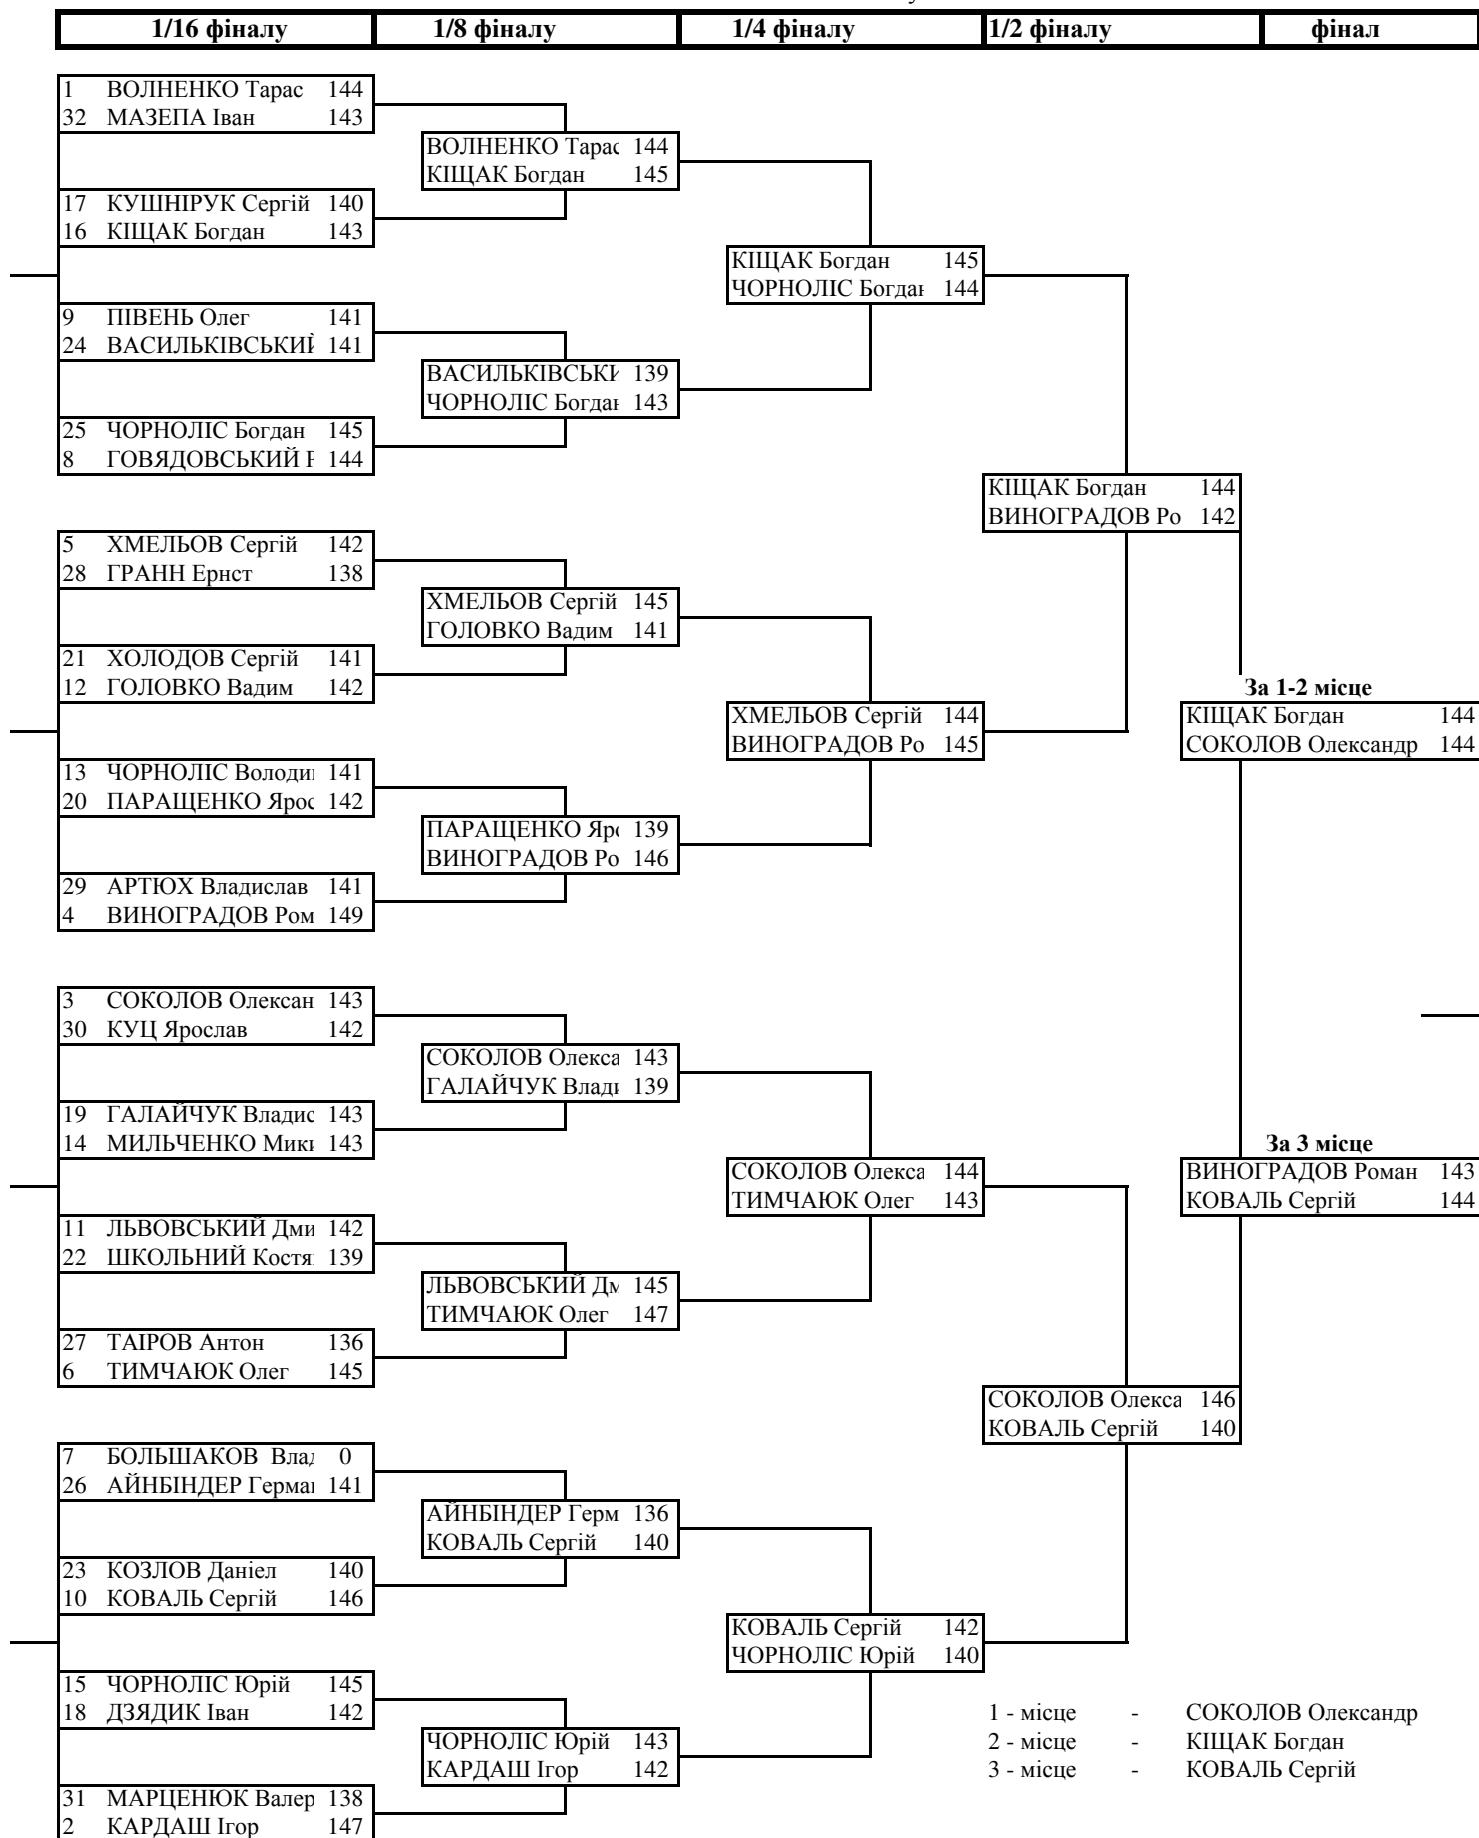 1/16 фіналу 1/8 фіналу 1/4 фіналу 1/2 фіналу фінал
1 ВОЛНЕНКО Тарас 144
32 МАЗЕПА Іван 143
ВОЛНЕНКО Тарас 144
КІЩАК Богдан 145
17 КУШНІРУК Сергій 140
16 КІЩАК Богдан 143
КІЩАК Богдан 145
ЧОРНОЛІС Богдан 144
9 ПІВЕНЬ Олег 141
24 ВАСИЛЬКІВСЬКИЙ 141
ВАСИЛЬКІВСЬКИ 139
ЧОРНОЛІС Богдан 143
25 ЧОРНОЛІС Богдан 145
8 ГОВЯДОВСЬКИЙ 144
КІЩАК Богдан 144
ВИНОГРАДОВ Ро 142
5 ХМЕЛЬОВ Сергій 142
28 ГРАНН Ернст 138
ХМЕЛЬОВ Сергій 145
ГОЛОВКО Вадим 141
21 ХОЛОДОВ Сергій 141
12 ГОЛОВКО Вадим 142
За 1-2 місце
ХМЕЛЬОВ Сергій 144
ВИНОГРАДОВ Ро 145
КІЩАК Богдан 144
СОКОЛОВ Олександр 144
13 ЧОРНОЛІС Володи 141
20 ПАРАЩЕНКО Ярос 142
ПАРАЩЕНКО Яро 139
ВИНОГРАДОВ Ро 146
29 АРТЮХ Владислав 141
4 ВИНОГРАДОВ Ром 149
3 СОКОЛОВ Олексан 143
30 КУЦ Ярослав 142
СОКОЛОВ Олекса 143
ГАЛАЙЧУК Влади 139
19 ГАЛАЙЧУК Владис 143
14 МИЛЬЧЕНКО Мики 143
За 3 місце
СОКОЛОВ Олекса 144
ТИМЧАЮК Олег 143
ВИНОГРАДОВ Роман 143
КОВАЛЬ Сергій 144
11 ЛЬВОВСЬКИЙ Дми 142
22 ШКОЛЬНИЙ Костя 139
ЛЬВОВСЬКИЙ Дм 145
ТИМЧАЮК Олег 147
27 ТАІРОВ Антон 136
6 ТИМЧАЮК Олег 145
СОКОЛОВ Олекса 146
КОВАЛЬ Сергій 140
7 БОЛЬШАКОВ Влад 0
26 АЙНБІНДЕР Герма 141
АЙНБІНДЕР Герм 136
КОВАЛЬ Сергій 140
23 КОЗЛОВ Даніел 140
10 КОВАЛЬ Сергій 146
КОВАЛЬ Сергій 142
ЧОРНОЛІС Юрій 140
15 ЧОРНОЛІС Юрій 145
18 ДЗЯДИК Іван 142
ЧОРНОЛІС Юрій 143
КАРДАШ Ігор 142
1 - місце - СОКОЛОВ Олександр
2 - місце - КІЩАК Богдан
3 - місце - КОВАЛЬ Сергій
31 МАРЦЕНЮК Валер 138
2 КАРДАШ Ігор 147